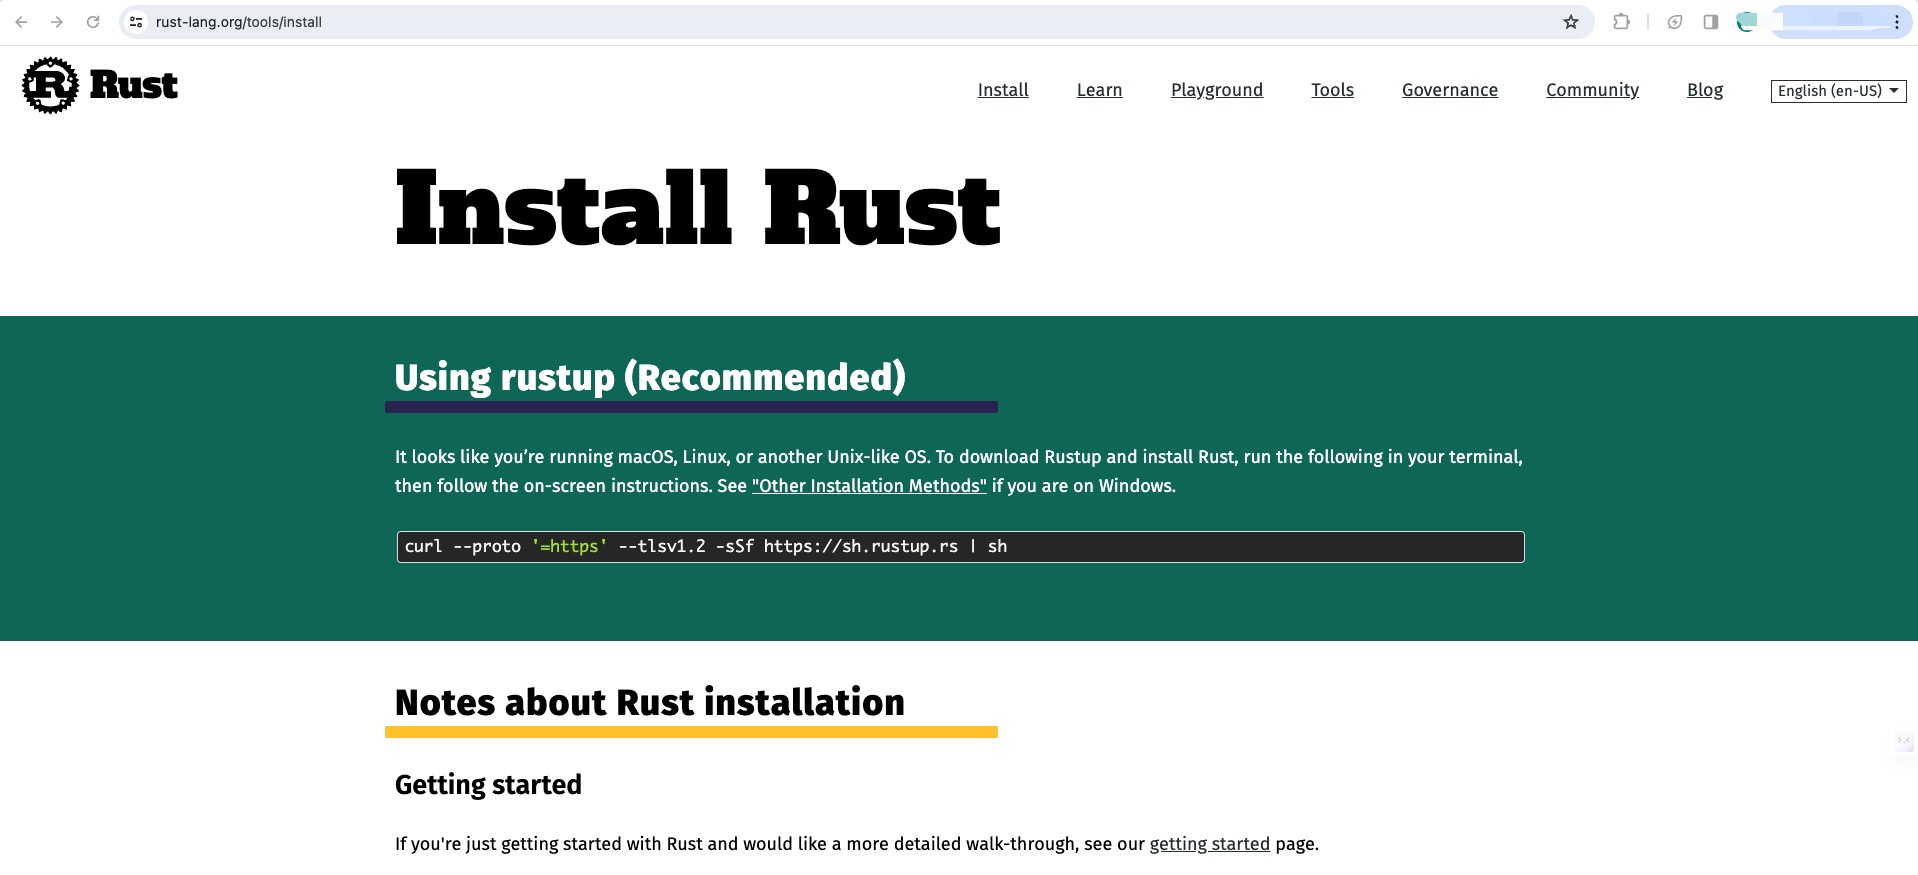 rust-lang.org/tools/install
Rust
Install Learn Playground Tools Governance Community Blog English (en-US)
Install Rust
Using rustup (Recommended)
It looks like you’re running macOS, Linux, or another Unix-like OS. To download Rustup and install Rust, run the following in your terminal,
then follow the on-screen instructions. See "Other Installation Methods" if you are on Windows.
curl --proto '=https' --tlsv1.2 -sSf https://sh.rustup.rs | sh
Notes about Rust installation
Getting started
If you're just getting started with Rust and would like a more detailed walk-through, see our getting started page.